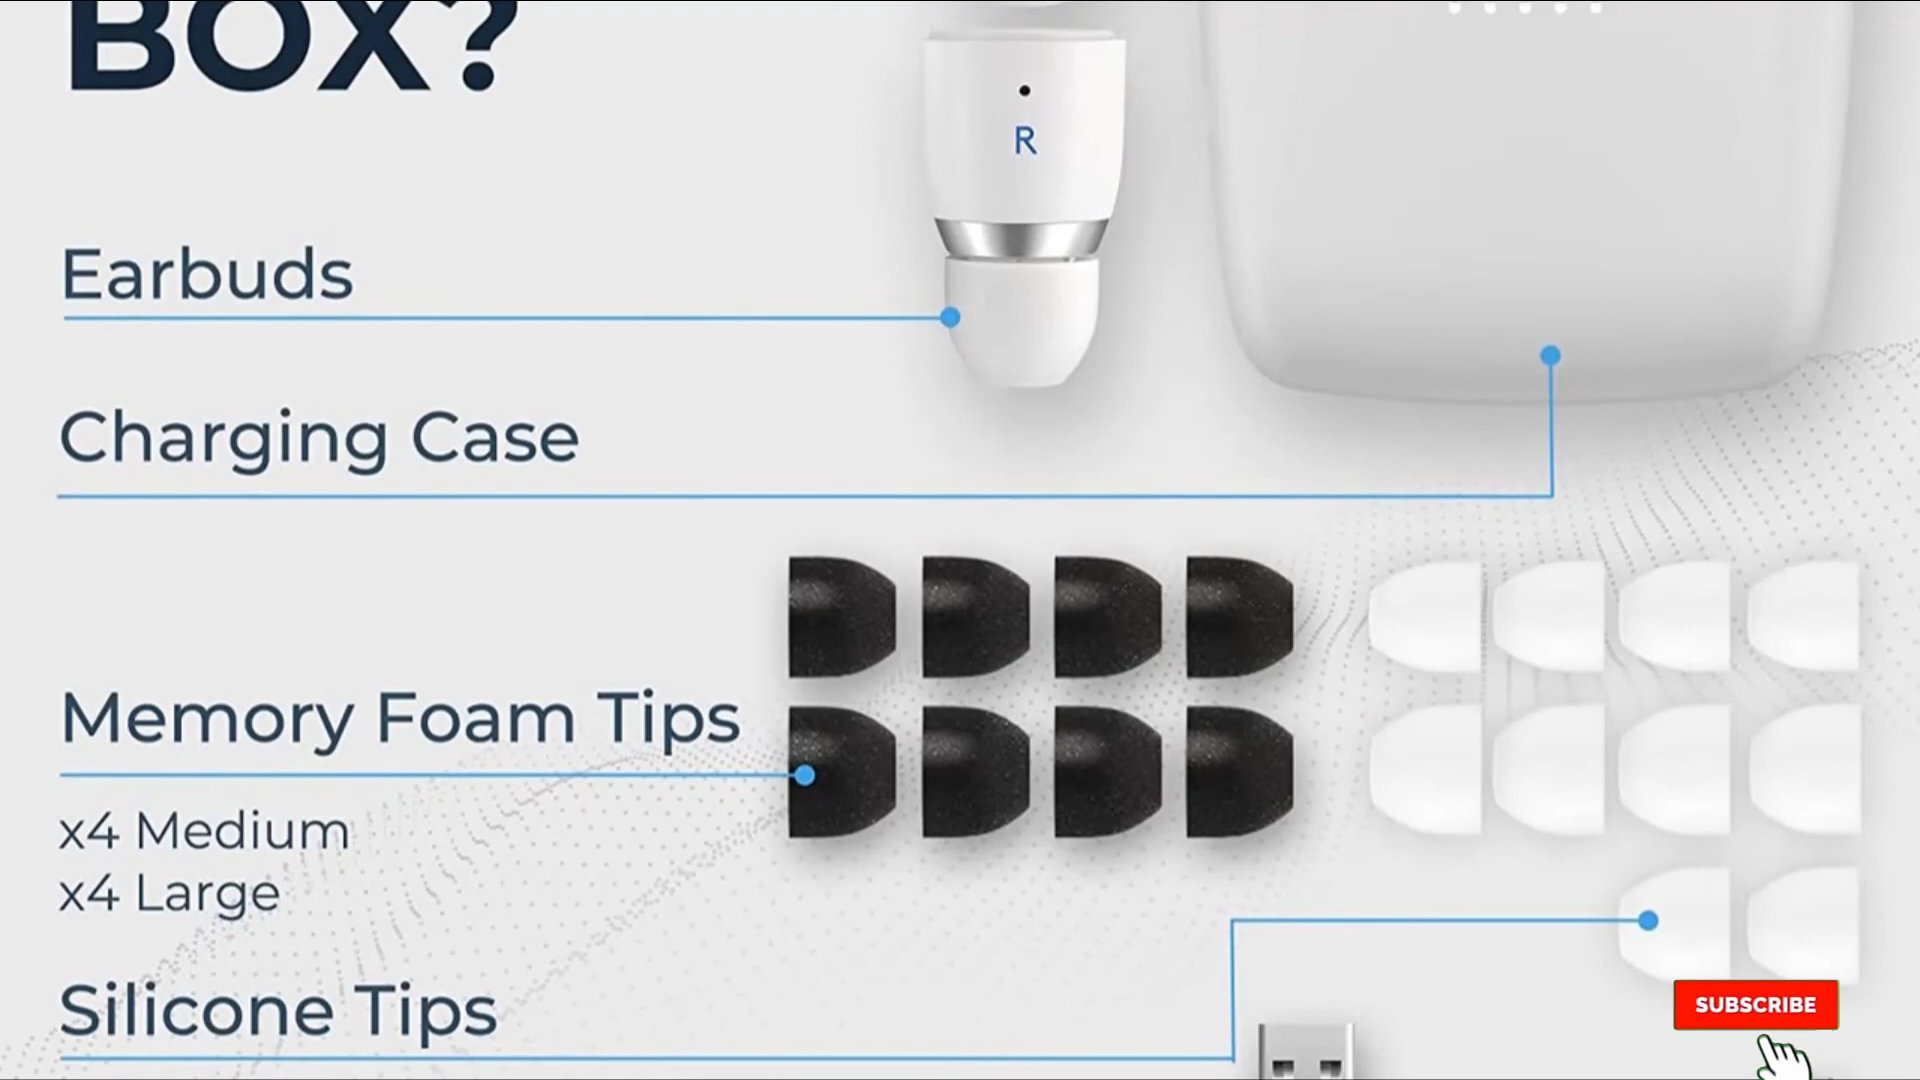 BOX?
R
Earbuds
Charging Case
Memory Foam Tips
x4 Medium
x4 Large
Silicone Tips
SUBSCRIBE